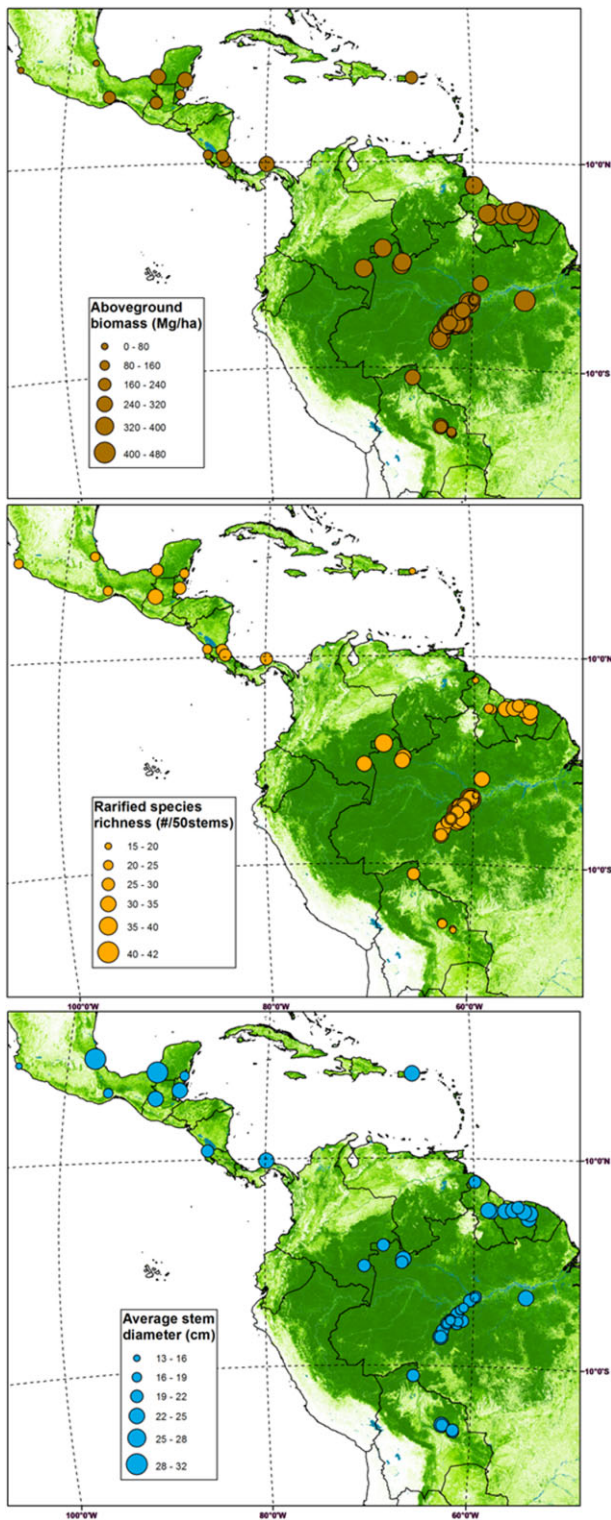 10°0'N
Aboveground
biomass (Mg/ha)
0 - 80
80 - 160
160 - 240
240 - 320
320 - 400
400 - 480
10°0'S
10°0'N
Rarified species
richness (#/50stems)
15 - 20
20 - 25
25 - 30
30 - 35
35 - 40
40 - 42
10°0'S
100°0'W 80°0'W 60°0'W
10°0'N
Average stem
diameter (cm)
13 - 16
16 - 19
19 - 22
22 - 25
25 - 28
28 - 32
10°0'S
100°0'W 80°0'W 60°0'W